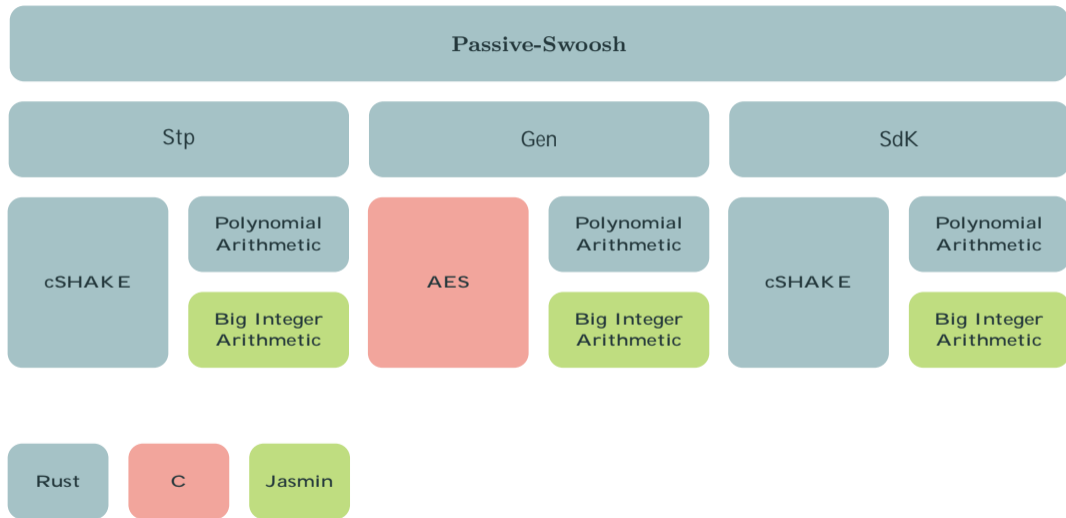 Passive-Swoosh
Stp
Gen
SdK
cSHAKE
Polynomial
Arithmetic
Big Integer
Arithmetic
AES
Polynomial
Arithmetic
Big Integer
Arithmetic
cSHAKE
Polynomial
Arithmetic
Big Integer
Arithmetic
Rust
C
Jasmin